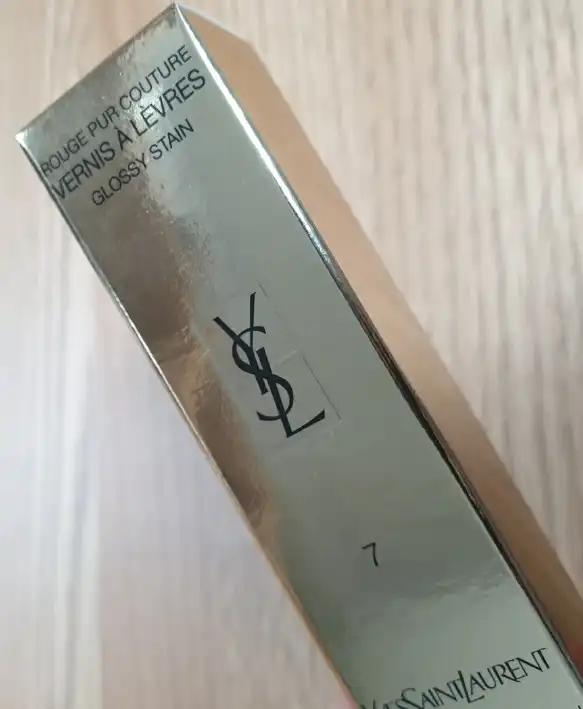 ROUGE PUR COUTURE
VERNIS À LÈVRES
GLOSSY STAIN
YSL
7
YVESSAINTLAURENT